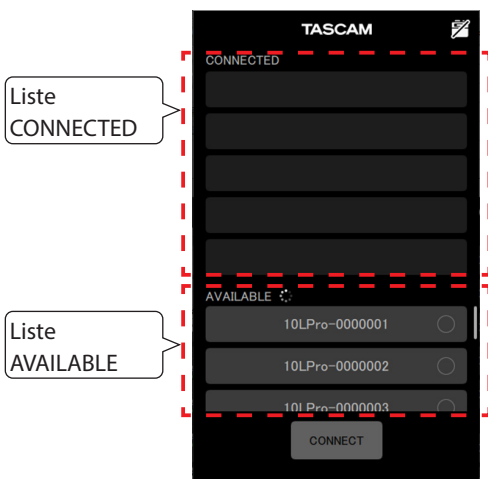 TASCAM
CONNECTED
Liste
CONNECTED
AVAILABLE
10LPro-0000001
Liste
AVAILABLE
10LPro-0000002
10LPro-0000003
CONNECT